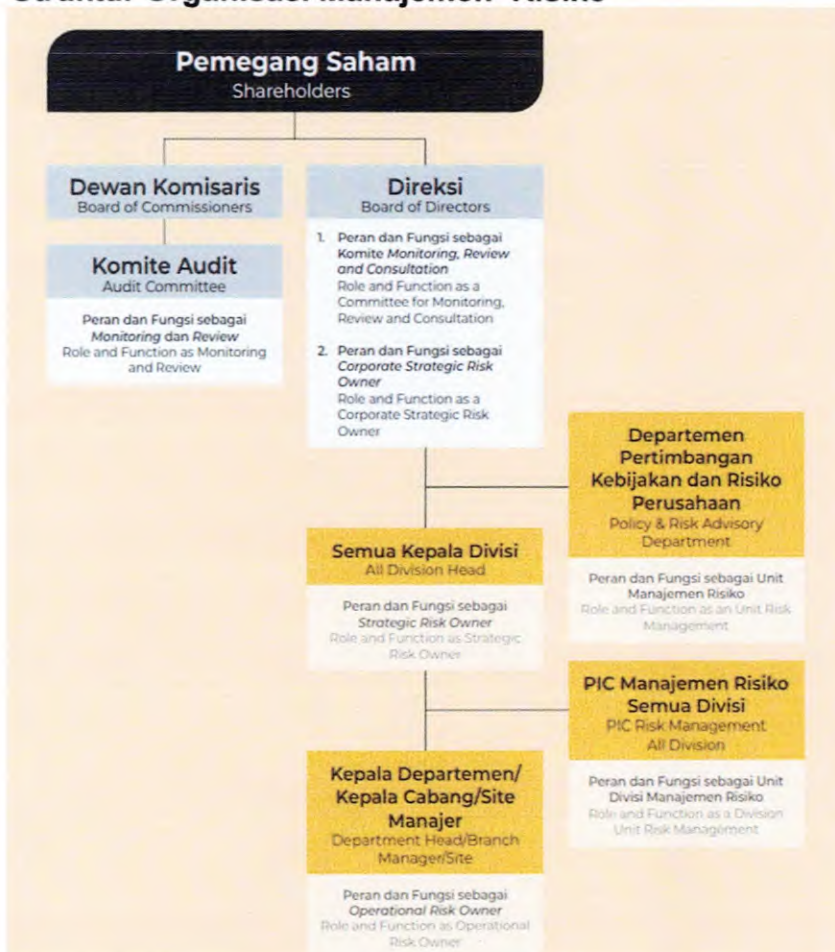 Struktur Organisasi Manajemen Risiko
Pemegang Saham
Shareholders
Dewan Komisaris
Board of Commissioners
Komite Audit
Audit Committee
Peran dan Fungsi sebagai
Monitoring dan Review
Role and Function as Monitoring
and Review
Direksi
Board of Directors
1. Peran dan Fungsi sebagai
Komite Monitoring, Review
and Consultation
Role and Function as a
Committee for Monitoring,
Review and Consultation
2. Peran dan Fungsi sebagai
Corporate Strategic Risk
Owner
Role and Function as a
Corporate Strategic Risk
Owner
Departemen
Pertimbangan
Kebijakan dan Risiko
Perusahaan
Policy & Risk Advisory
Department
Peran dan Fungsi sebagai Unit
Manajemen Risiko
Role and Function as an Unit Risk
Management
Semua Kepala Divisi
All Division Head
Peran dan Fungsi sebagai
Strategic Risk Owner
Role and Function as Strategic
Risk Owner
PIC Manajemen Risiko
Semua Divisi
PIC Risk Management
All Division
Peran dan Fungsi sebagai Unit
Divisi Manajemen Risiko
Role and Function as a Division
Unit Risk Management
Kepala Departemen/
Kepala Cabang/Site
Manajer
Department Head/Branch
Manager/Site
Peran dan Fungsi sebagai
Operational Risk Owner
Role and Function as Operational
Risk Owner